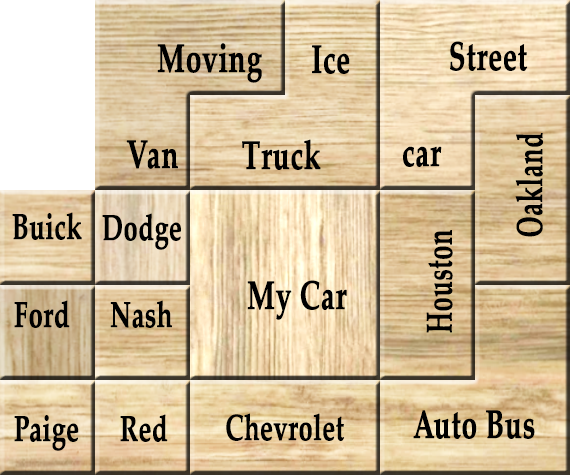 Moving Ice Street
Van Truck car Oakland
Buick Dodge
My Car Houston
Ford Nash
Paige Red Chevrolet Auto Bus